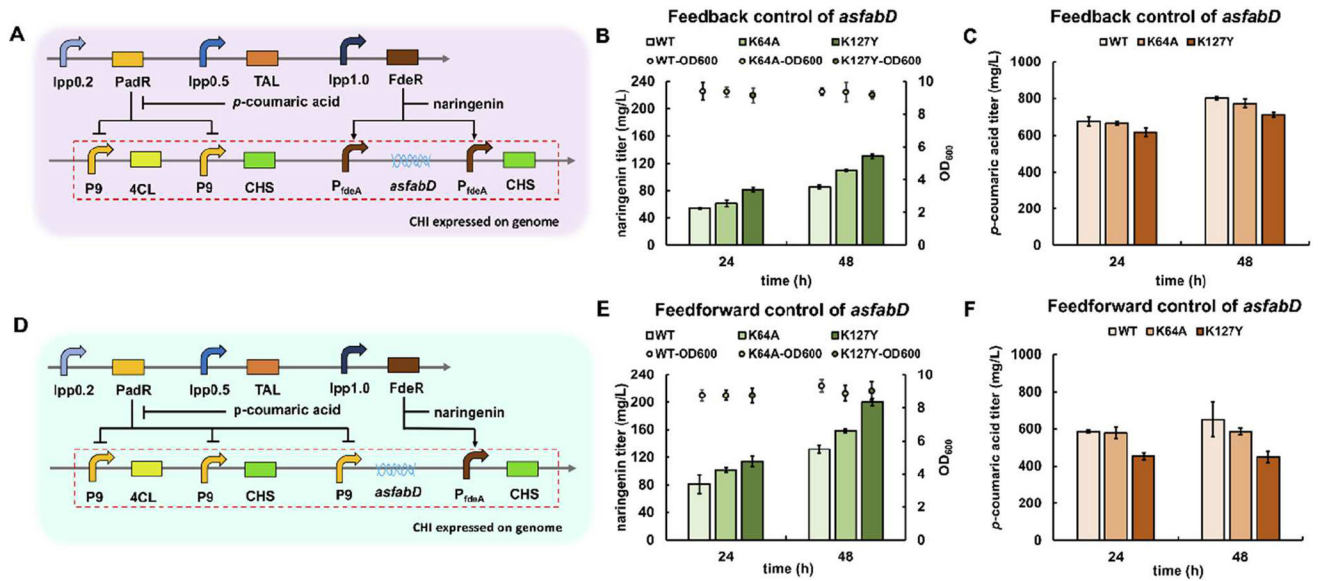 A
lpp0.2
PadR
lpp0.5
TAL
lpp1.0
FdeR
p-coumaric acid
naringenin
P9
4CL
P9
CHS
PfdeA
asfabD
PfdeA
CHS
CHI expressed on genome
B
Feedback control of asfabD
WT K64A K127Y
WT-OD600 K64A-OD600 K127Y-OD600
naringenin titer (mg/L)
240
200
160
120
80
40
0
10
8
6
4
2
0
OD600
24
48
time (h)
C
Feedback control of asfabD
WT K64A K127Y
p-coumaric acid titer (mg/L)
1000
800
600
400
200
0
24
48
time (h)
D
lpp0.2
PadR
lpp0.5
TAL
lpp1.0
FdeR
p-coumaric acid
naringenin
P9
4CL
P9
CHS
P9
asfabD
PfdeA
CHS
CHI expressed on genome
E
Feedforward control of asfabD
WT K64A K127Y
WT-OD600 K64A-OD600 K127Y-OD600
naringenin titer (mg/L)
240
200
160
120
80
40
0
10
8
6
4
2
0
OD600
24
48
time (h)
F
Feedforward control of asfabD
WT K64A K127Y
p-coumaric acid titer (mg/L)
1000
800
600
400
200
0
24
48
time (h)